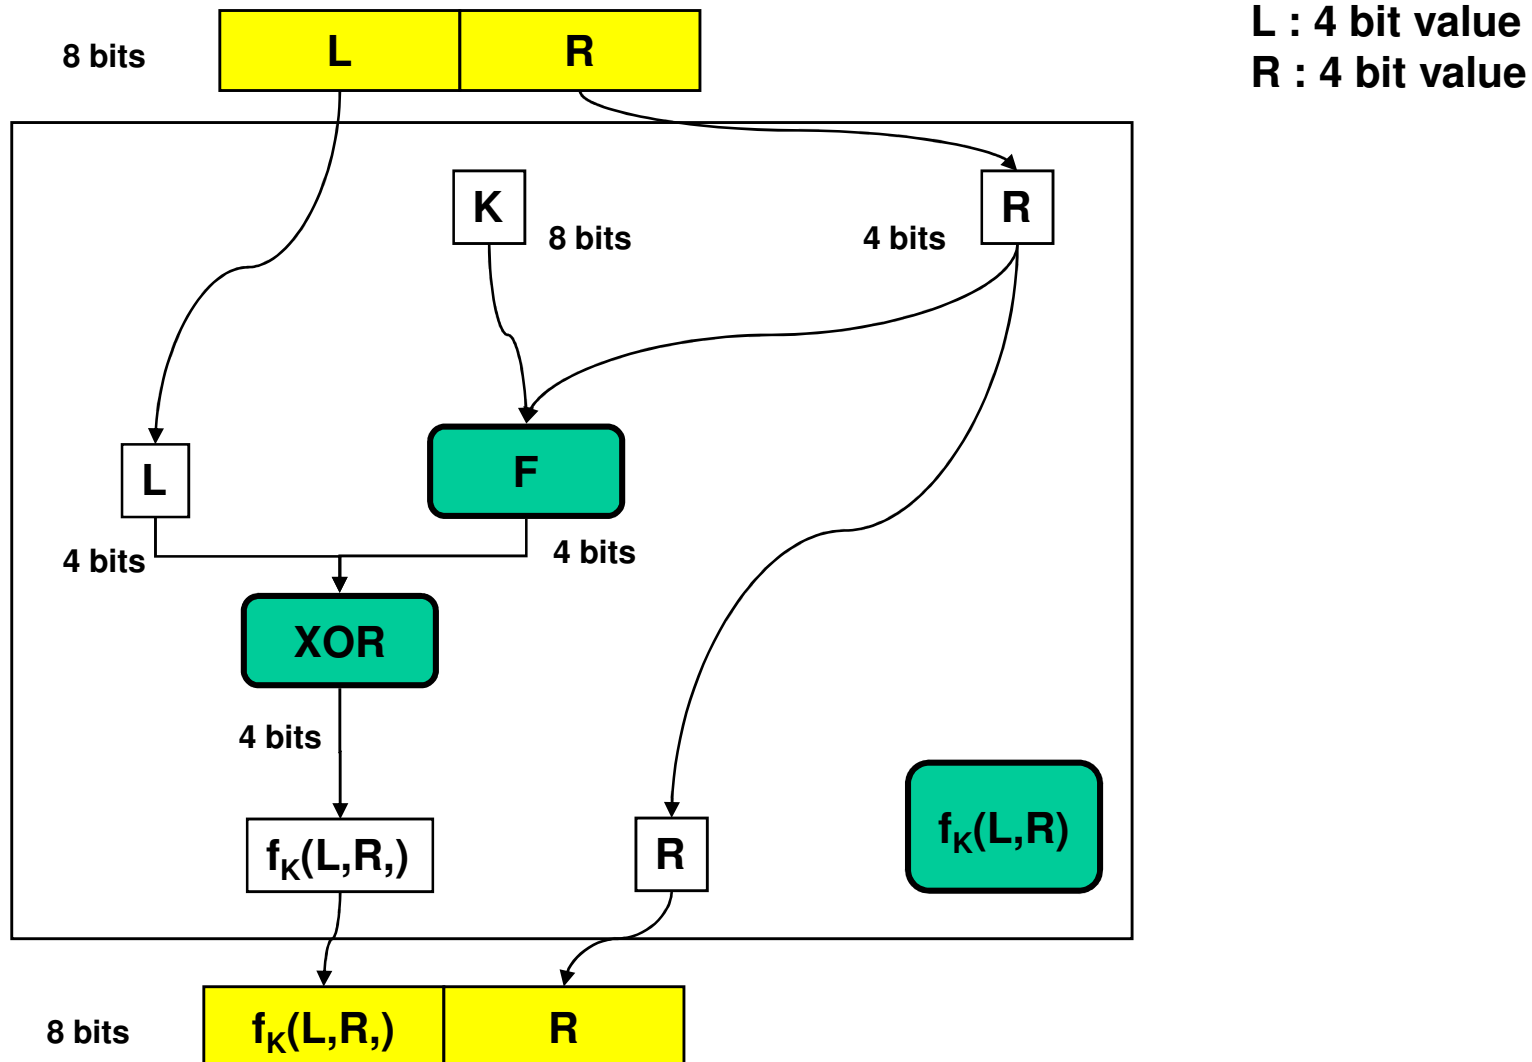 L : 4 bit value
R : 4 bit value
8 bits
L
R
K
8 bits
4 bits
R
L
F
4 bits
4 bits
XOR
4 bits
fK(L,R,)
R
fK(L,R)
8 bits
fK(L,R,)
R